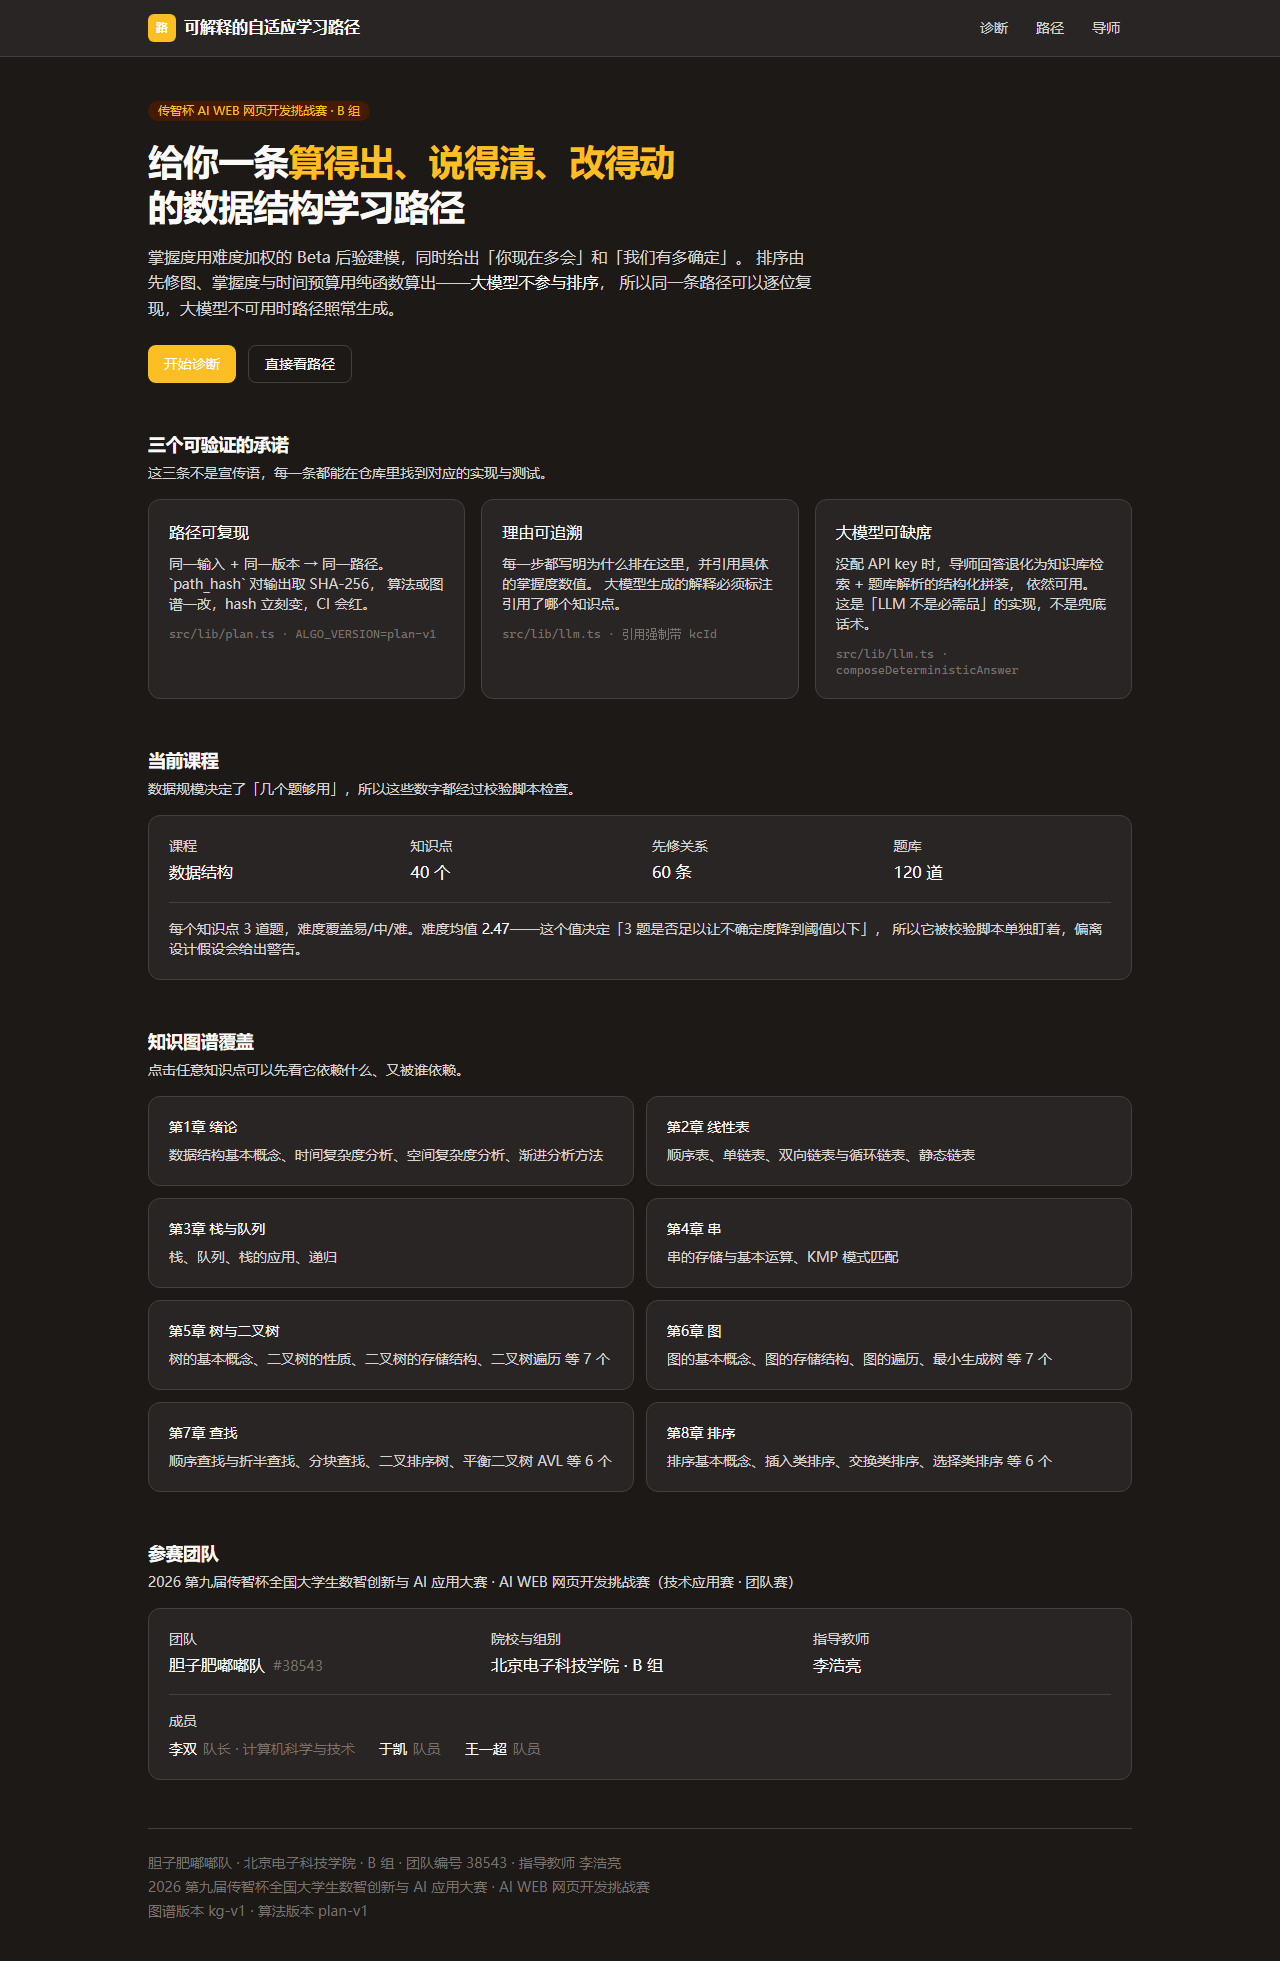 路 可解释的自适应学习路径
诊断 路径 导师
传智杯 AI WEB 网页开发挑战赛 · B 组
给你一条算得出、说得清、改得动
的数据结构学习路径
掌握度用难度加权的 Beta 后验建模，同时给出「你现在多会」和「我们有多确定」。 排序由
先修图、掌握度与时间预算用纯函数算出——大模型不参与排序， 所以同一条路径可以逐位复
现，大模型不可用时路径照常生成。
开始诊断 直接看路径
三个可验证的承诺
这三条不是宣传语，每一条都能在仓库里找到对应的实现与测试。
路径可复现
同一输入 + 同一版本 → 同一路径。
`path_hash` 对输出取 SHA-256， 算法或图
谱一改，hash 立刻变，CI 会红。
src/lib/plan.ts · ALGO_VERSION=plan-v1
理由可追溯
每一步都写明为什么排在这里，并引用具体
的掌握度数值。 大模型生成的解释必须标注
引用了哪个知识点。
src/lib/llm.ts · 引用强制带 kcId
大模型可缺席
没配 API key 时，导师回答退化为知识库检
索 + 题库解析的结构化拼装， 依然可用。
这是「LLM 不是必需品」的实现，不是兜底
话术。
src/lib/llm.ts ·
composeDeterministicAnswer
当前课程
数据规模决定了「几个题够用」，所以这些数字都经过校验脚本检查。
课程 知识点 先修关系 题库
数据结构 40 个 60 条 120 道
每个知识点 3 道题，难度覆盖易/中/难。难度均值 2.47——这个值决定「3 题是否足以让不确定度降到阈值以下」， 所以它被校验脚本单独盯着，偏离
设计假设会给出警告。
知识图谱覆盖
点击任意知识点可以先看它依赖什么、又被谁依赖。
第1章 绪论
数据结构基本概念、时间复杂度分析、空间复杂度分析、渐进分析方法
第2章 线性表
顺序表、单链表、双向链表与循环链表、静态链表
第3章 栈与队列
栈、队列、栈的应用、递归
第4章 串
串的存储与基本运算、KMP 模式匹配
第5章 树与二叉树
树的基本概念、二叉树的性质、二叉树的存储结构、二叉树遍历 等 7 个
第6章 图
图的基本概念、图的存储结构、图的遍历、最小生成树 等 7 个
第7章 查找
顺序查找与折半查找、分块查找、二叉排序树、平衡二叉树 AVL 等 6 个
第8章 排序
排序基本概念、插入类排序、交换类排序、选择类排序 等 6 个
参赛团队
2026 第九届传智杯全国大学生数智创新与 AI 应用大赛 · AI WEB 网页开发挑战赛（技术应用赛 · 团队赛）
团队 院校与组别 指导教师
胆子肥嘟嘟队 #38543 北京电子科技学院 · B 组 李浩亮
成员
李双 队长 · 计算机科学与技术 于凯 队员 王一超 队员
胆子肥嘟嘟队 · 北京电子科技学院 · B 组 · 团队编号 38543 · 指导教师 李浩亮
2026 第九届传智杯全国大学生数智创新与 AI 应用大赛 · AI WEB 网页开发挑战赛
图谱版本 kg-v1 · 算法版本 plan-v1